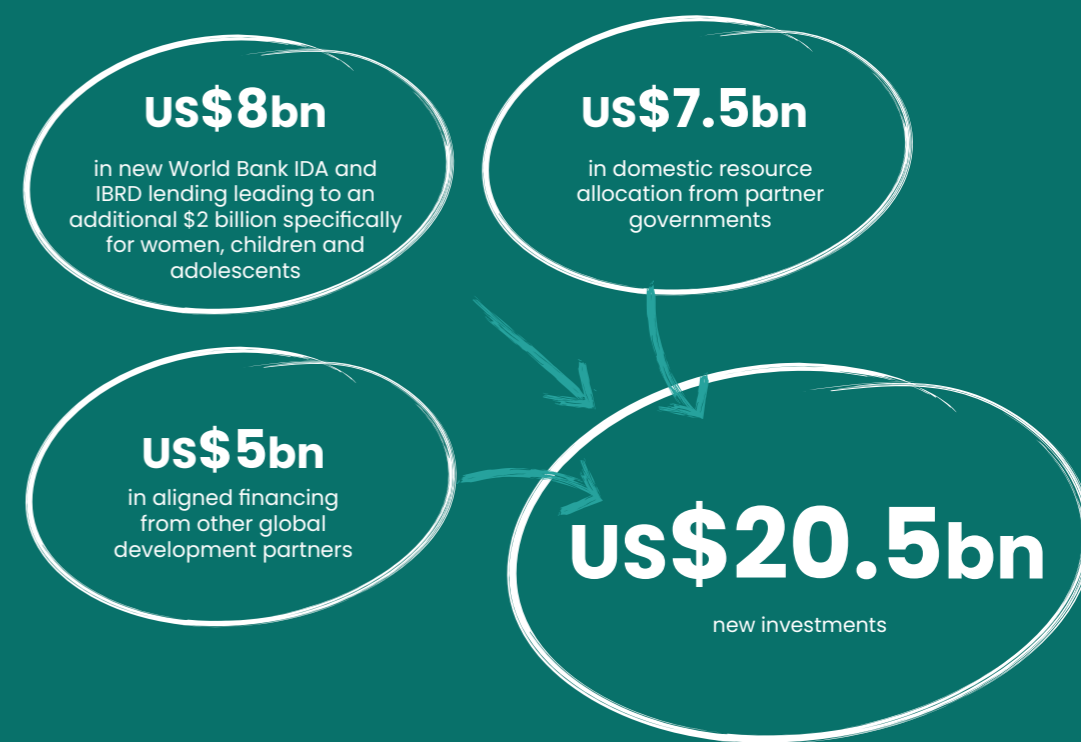 US$8bn
in new World Bank IDA and
IBRD lending leading to an
additional $2 billion specifically
for women, children and
adolescents
US$7.5bn
in domestic resource
allocation from partner
governments
US$5bn
in aligned financing
from other global
development partners
US$20.5bn
new investments